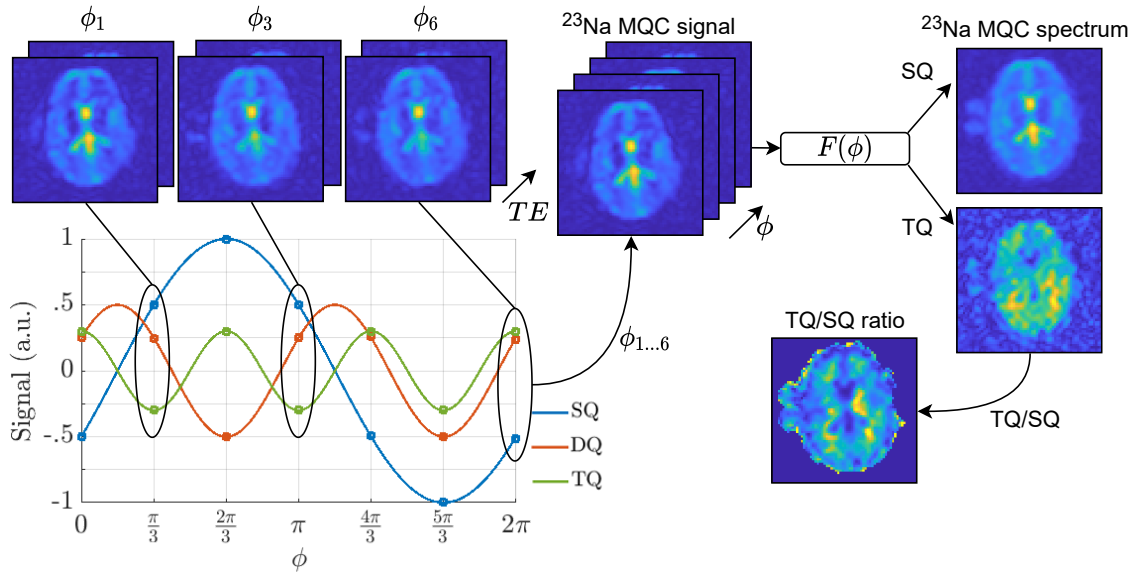 ϕ₁ ϕ₃ ϕ₆
²³Na MQC signal
²³Na MQC spectrum
SQ
F(ϕ)
TE
ϕ
TQ
1
.5
0
-.5
-1
Signal (a.u.)
0 π/3 2π/3 π 4π/3 5π/3 2π
ϕ
SQ
DQ
TQ
ϕ₁...₆
TQ/SQ ratio
TQ/SQ